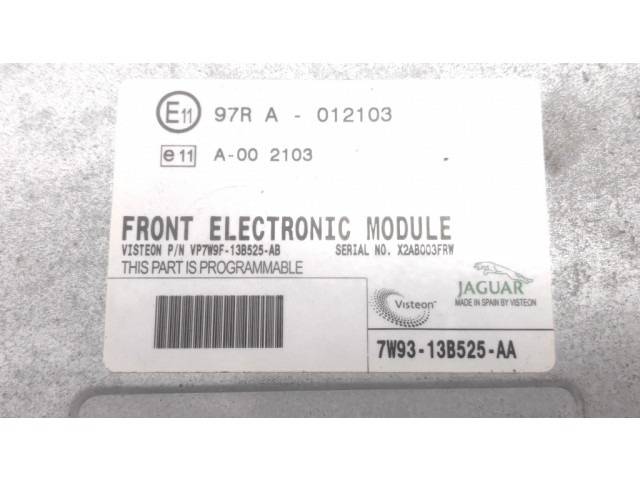 E11 97R A - 012103
e11 A-00 2103
FRONT ELECTRONIC MODULE
VISTEON P/N VP7W9F-13B525-AB SERIAL NO. X2AB003FRW
THIS PART IS PROGRAMMABLE
Visteon
JAGUAR
MADE IN SPAIN BY VISTEON
7W93-13B525-AA